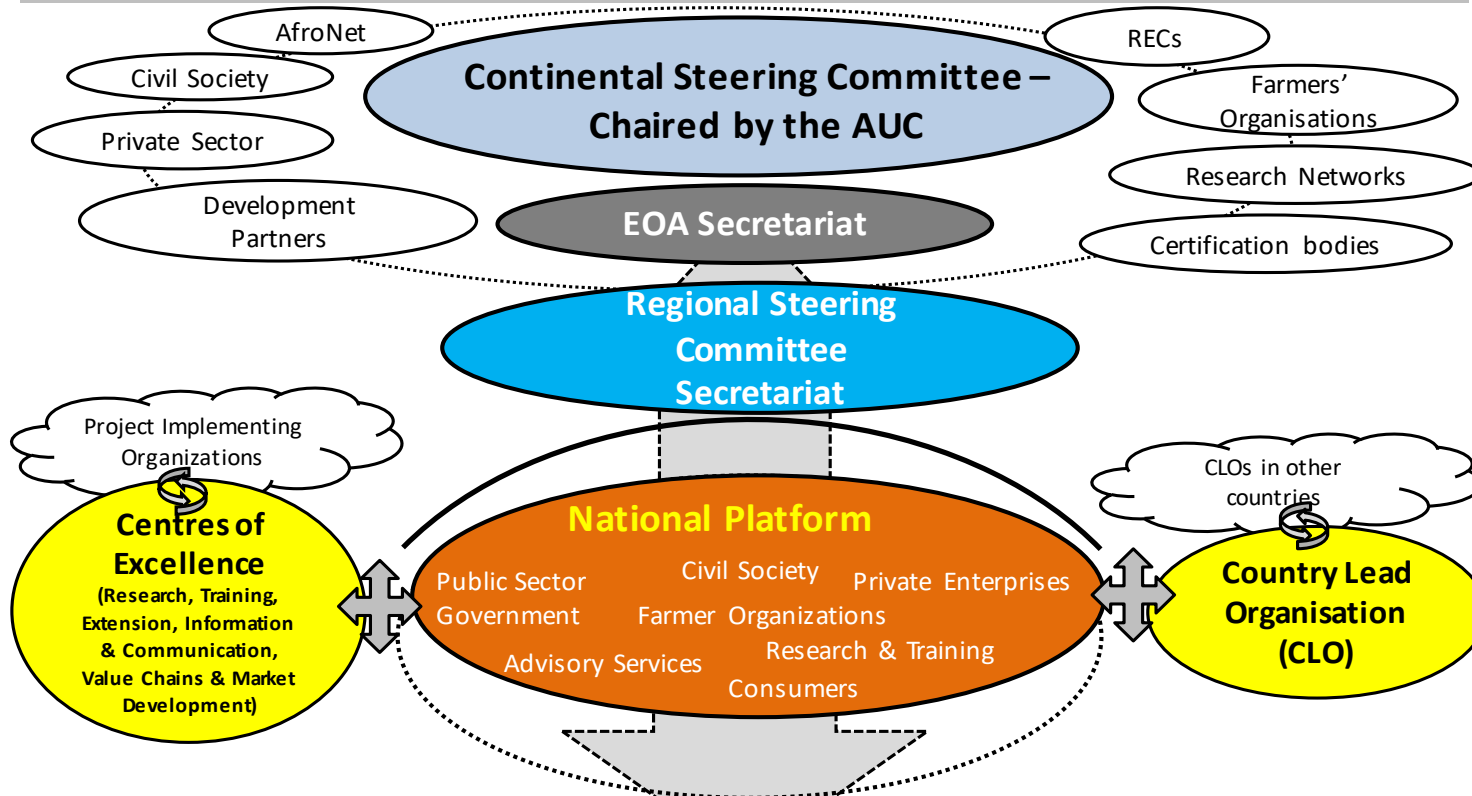 AfroNet
Civil Society
Private Sector
Development
Partners
Continental Steering Committee –
Chaired by the AUC
RECs
Farmers’
Organisations
Research Networks
Certification bodies
EOA Secretariat
Regional Steering
Committee
Secretariat
Project Implementing
Organizations
Centres of
Excellence
(Research, Training,
Extension, Information
& Communication,
Value Chains & Market
Development)
National Platform
Public Sector
Government
Civil Society
Private Enterprises
Farmer Organizations
Advisory Services
Research & Training
Consumers
CLOs in other
countries
Country Lead
Organisation
(CLO)